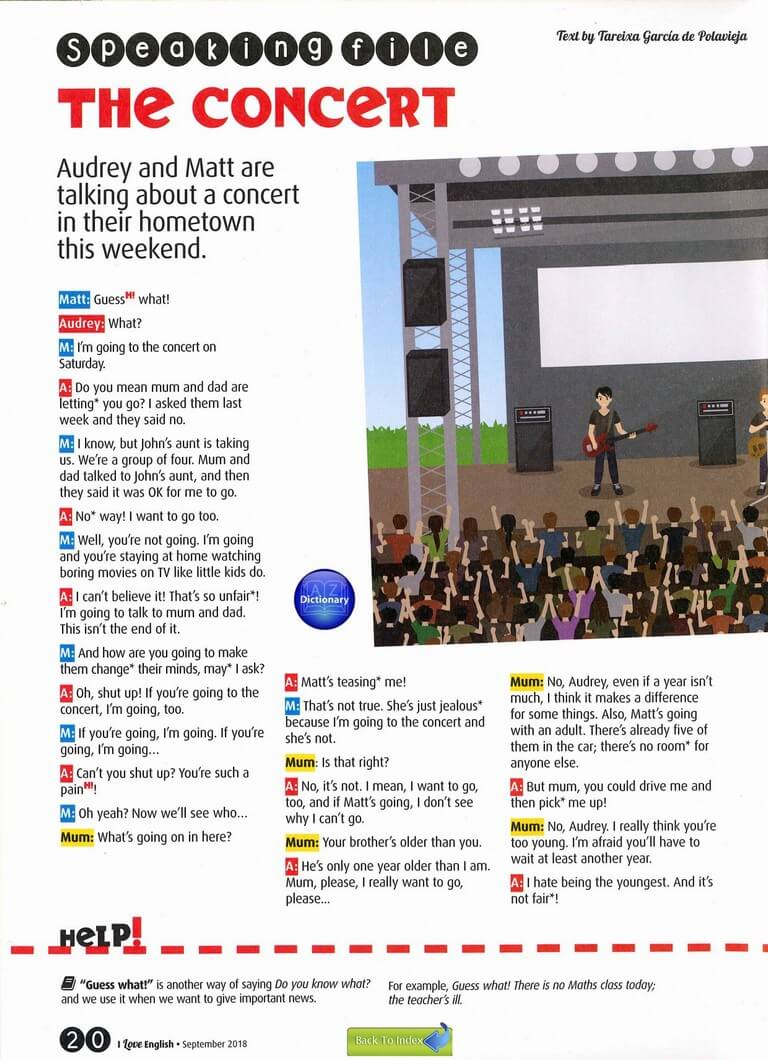 Speaking file
Text by Tareixa García de Polavieja
THE CONCERT
Audrey and Matt are
talking about a concert
in their hometown
this weekend.
Matt: Guess H! what!
Audrey: What?
M: I'm going to the concert on
Saturday.
A: Do you mean mum and dad are
letting* you go? I asked them last
week and they said no.
M: I know, but John's aunt is taking
us. We're a group of four. Mum and
dad talked to John's aunt, and then
they said it was OK for me to go.
A: No* way! I want to go too.
M: Well, you're not going. I'm going
and you're staying at home watching
boring movies on TV like little kids do.
A: I can't believe it! That's so unfair*!
I'm going to talk to mum and dad.
This isn't the end of it.
M: And how are you going to make
them change* their minds, may* I ask?
A: Oh, shut up! If you're going to the
concert, I'm going, too.
M: If you're going, I'm going. If you're
going, I'm going...
A: Can't you shut up? You're such a
pain H!!
M: Oh yeah? Now we'll see who...
Mum: What's going on in here?
A Z
Dictionary
A: Matt's teasing* me!
M: That's not true. She's just jealous*
because I'm going to the concert and
she's not.
Mum: Is that right?
A: No, it's not. I mean, I want to go,
too, and if Matt's going, I don't see
why I can't go.
Mum: Your brother's older than you.
A: He's only one year older than I am.
Mum, please, I really want to go,
please...
Mum: No, Audrey, even if a year isn't
much, I think it makes a difference
for some things. Also, Matt's going
with an adult. There's already five of
them in the car; there's no room* for
anyone else.
A: But mum, you could drive me and
then pick* me up!
Mum: No, Audrey. I really think you're
too young. I'm afraid you'll have to
wait at least another year.
A: I hate being the youngest. And it's
not fair*!
HELP!
"Guess what!" is another way of saying Do you know what?
and we use it when we want to give important news.
For example, Guess what! There is no Maths class today;
the teacher's ill.
20 I Love English • September 2018
Back To Index